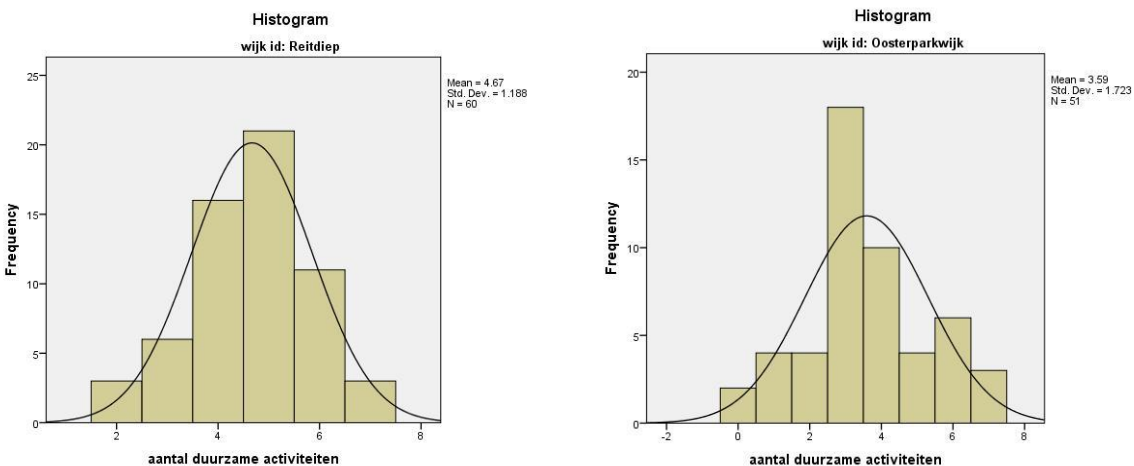 Histogram
wijk id: Reitdiep
Mean = 4.67
Std. Dev. = 1.188
N = 60
25
20
15
10
5
0
Frequency
2 4 6 8
aantal duurzame activiteiten
Histogram
wijk id: Oosterparkwijk
Mean = 3.59
Std. Dev. = 1.723
N = 51
20
15
10
5
0
Frequency
-2 0 2 4 6 8
aantal duurzame activiteiten